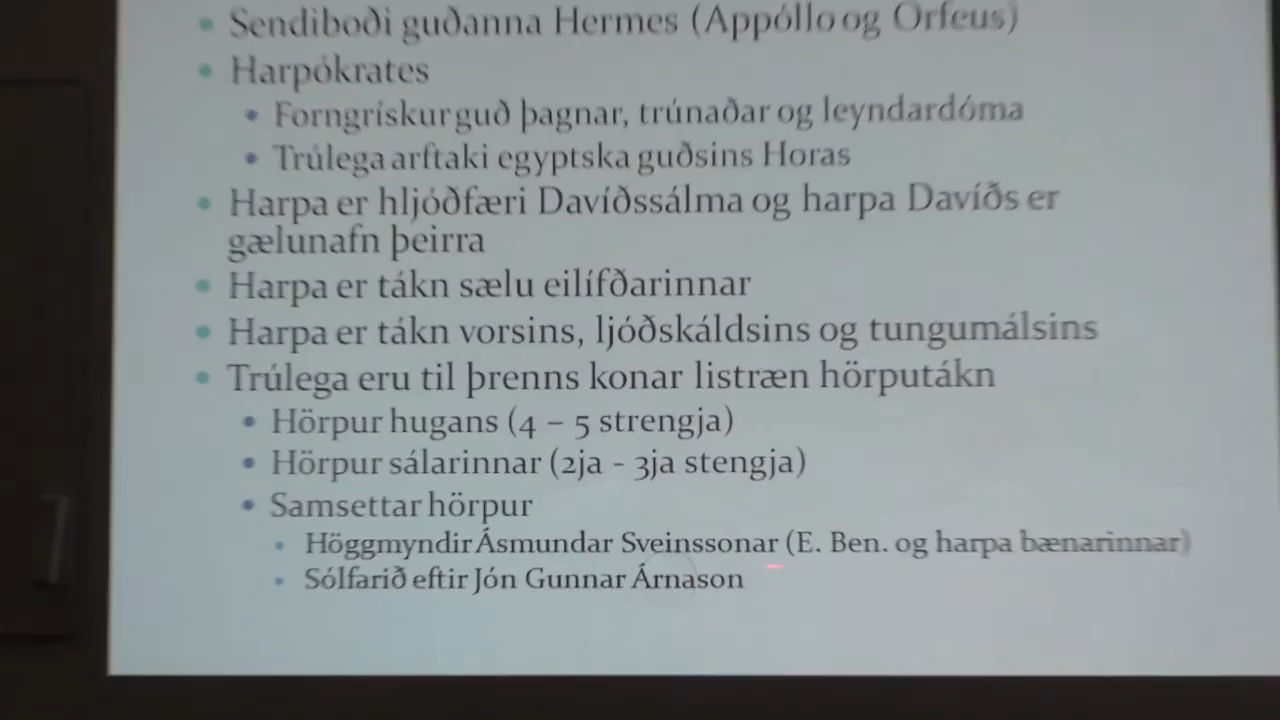 Sendiboði guðanna Hermes (Appóllo og Orfeus)
Harpókrates
Forngrískur guð þagnar, trúnaðar og leyndardóma
Trúlega arftaki egyptska guðsins Horas
Harpa er hljóðfæri Davíðssálma og harpa Davíðs er
gælunafn þeirra
Harpa er tákn sælu eilífðarinnar
Harpa er tákn vorsins, ljóðskáldsins og tungumálsins
Trúlega eru til þrenns konar listræn hörputákn
Hörpur hugans (4 – 5 strengja)
Hörpur sálarinnar (2ja - 3ja stengja)
Samsettar hörpur
Höggmyndir Ásmundar Sveinssonar (E. Ben. og harpa bænarinnar)
Sólfarið eftir Jón Gunnar Árnason